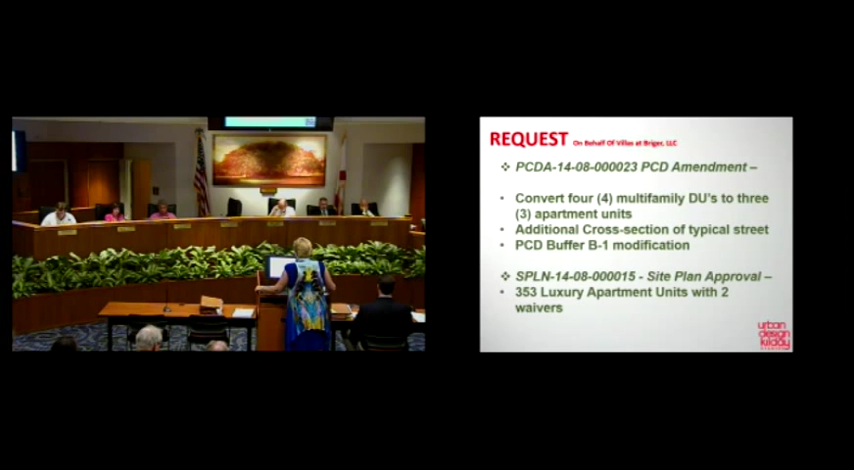 REQUEST On Behalf Of Villas at Briger, LLC
❖ PCDA-14-08-000023 PCD Amendment –
• Convert four (4) multifamily DU's to three
(3) apartment units
• Additional Cross-section of typical street
• PCD Buffer B-1 modification
❖ SPLN-14-08-000015 - Site Plan Approval –
• 353 Luxury Apartment Units with 2
waivers
urban
design
kilday
STUDIOS